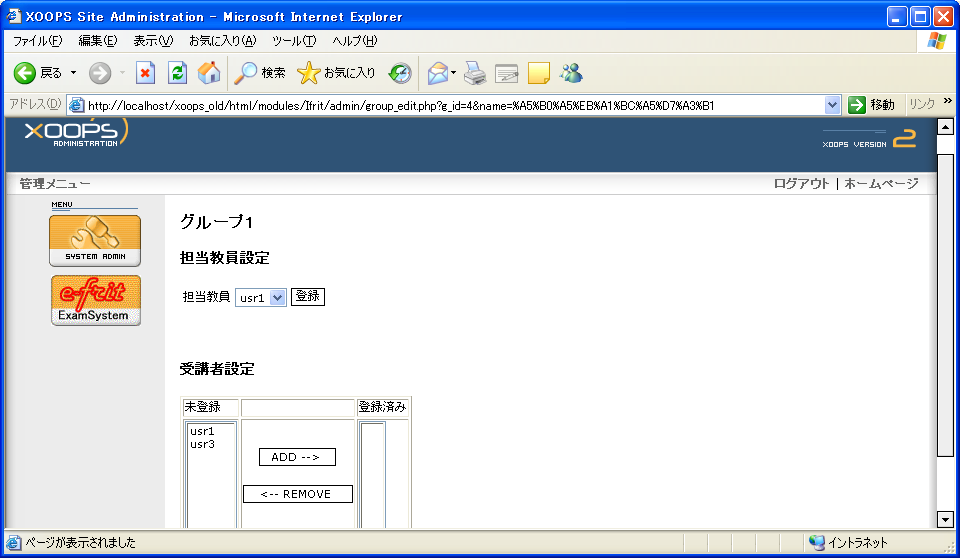 XOOPS Site Administration - Microsoft Internet Explorer
ファイル(F) 編集(E) 表示(V) お気に入り(A) ツール(T) ヘルプ(H)
戻る 検索 お気に入り
アドレス(D) http://localhost/xoops_old/html/modules/Ifrit/admin/group_edit.php?g_id=4&name=%A5%B0%A5%EB%A1%BC%A5%D7%A3%B1 移動 リンク »
XOOPS
ADMINISTRATION
XOOPS VERSION 2
管理メニュー ログアウト | ホームページ
MENU
SYSTEM ADMIN
e-frit
ExamSystem
グループ1
担当教員設定
担当教員 usr1 登録
受講者設定
未登録 登録済み
usr1
usr3
ADD -->
<-- REMOVE
ページが表示されました イントラネット